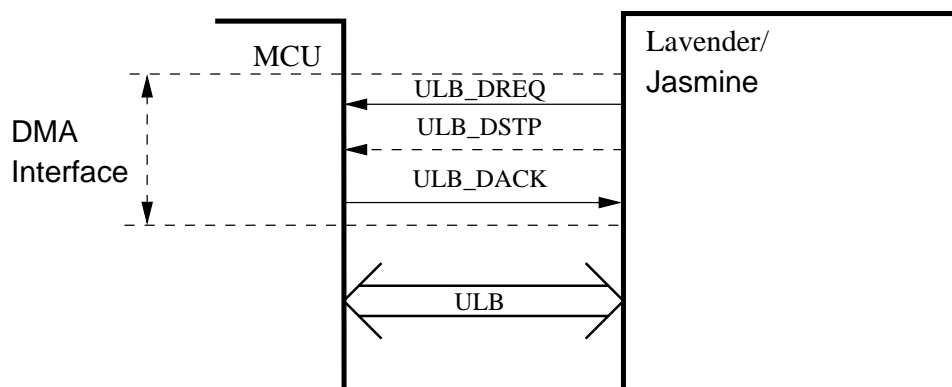 MCU
Lavender/
Jasmine
ULB_DREQ
ULB_DSTP
DMA
Interface
ULB_DACK
ULB